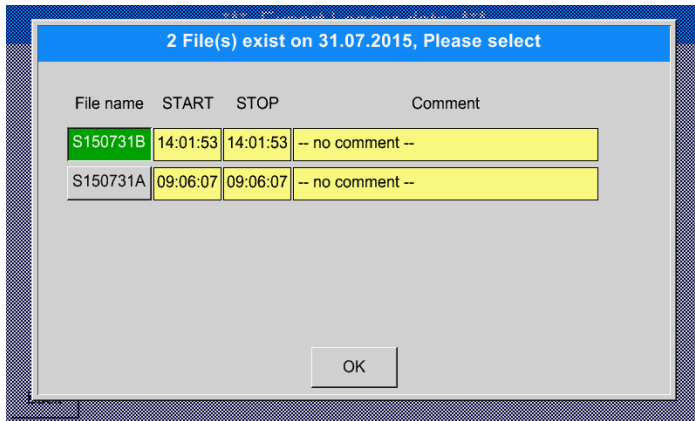 2 File(s) exist on 31.07.2015, Please select
File name START STOP Comment
S150731B 14:01:53 14:01:53 -- no comment --
S150731A 09:06:07 09:06:07 -- no comment --
OK